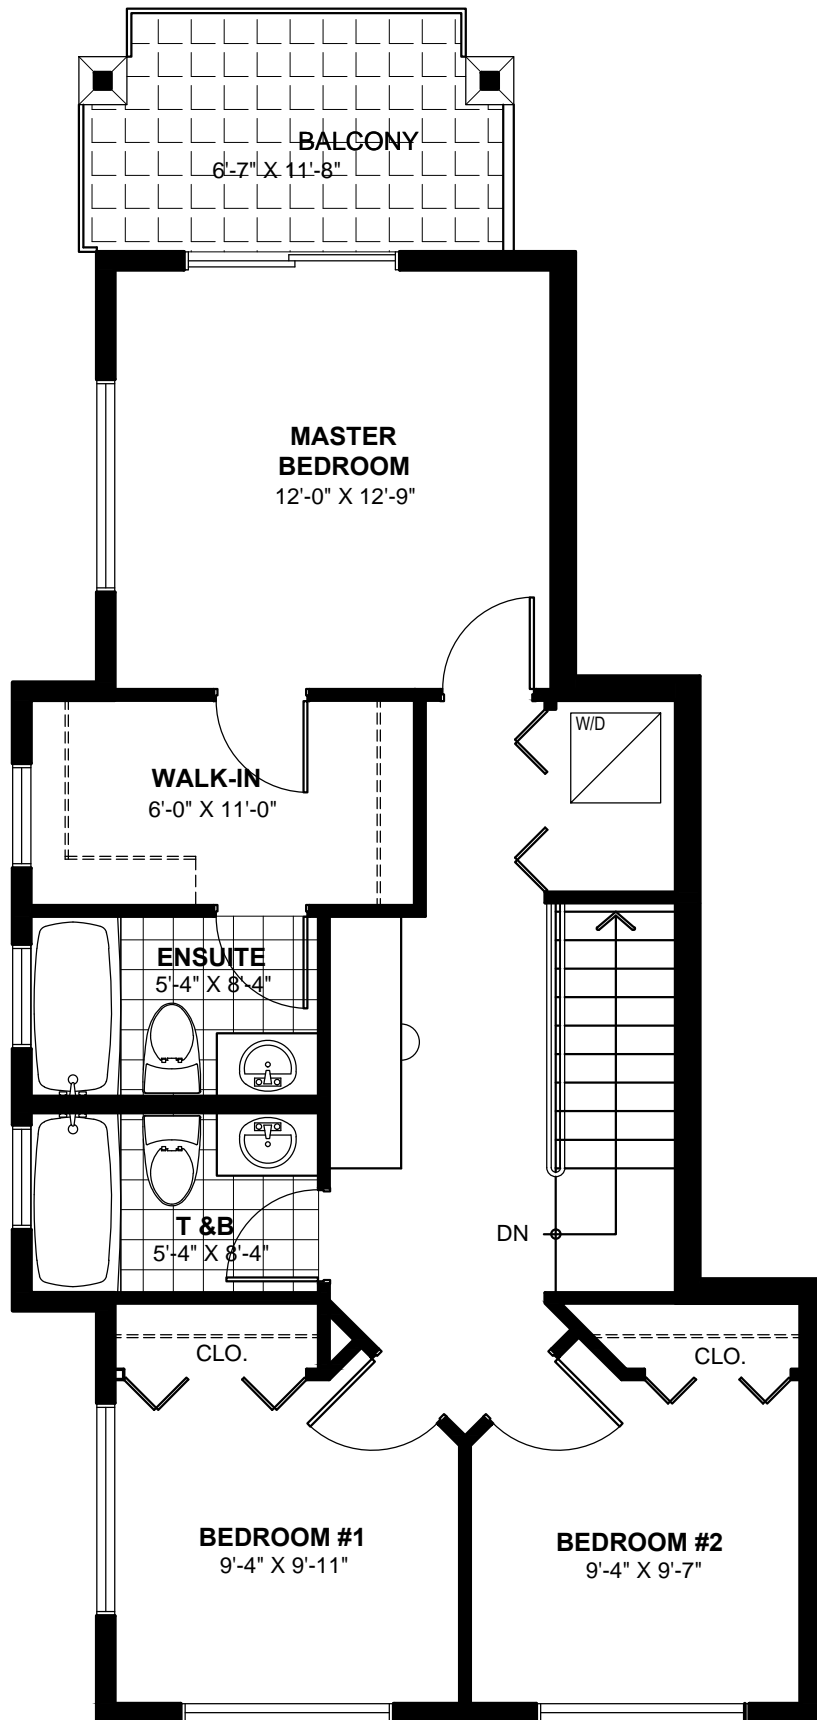 BALCONY
6'-7" X 11'-8"
MASTER
BEDROOM
12'-0" X 12'-9"
W/D
WALK-IN
6'-0" X 11'-0"
ENSUITE
5'-4" X 8'-4"
T &B
5'-4" X 8'-4"
DN
CLO.
CLO.
BEDROOM #1
9'-4" X 9'-11"
BEDROOM #2
9'-4" X 9'-7"